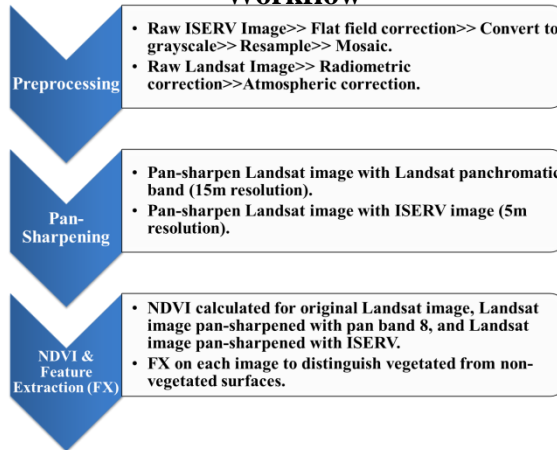 Workflow
Preprocessing
• Raw ISERV Image>> Flat field correction>> Convert to
grayscale>> Resample>> Mosaic.
• Raw Landsat Image>> Radiometric
correction>>Atmospheric correction.
Pan-
Sharpening
• Pan-sharpen Landsat image with Landsat panchromatic
band (15m resolution).
• Pan-sharpen Landsat image with ISERV image (5m
resolution).
NDVI &
Feature
Extraction (FX)
• NDVI calculated for original Landsat image, Landsat
image pan-sharpened with pan band 8, and Landsat
image pan-sharpened with ISERV.
• FX on each image to distinguish vegetated from non-
vegetated surfaces.